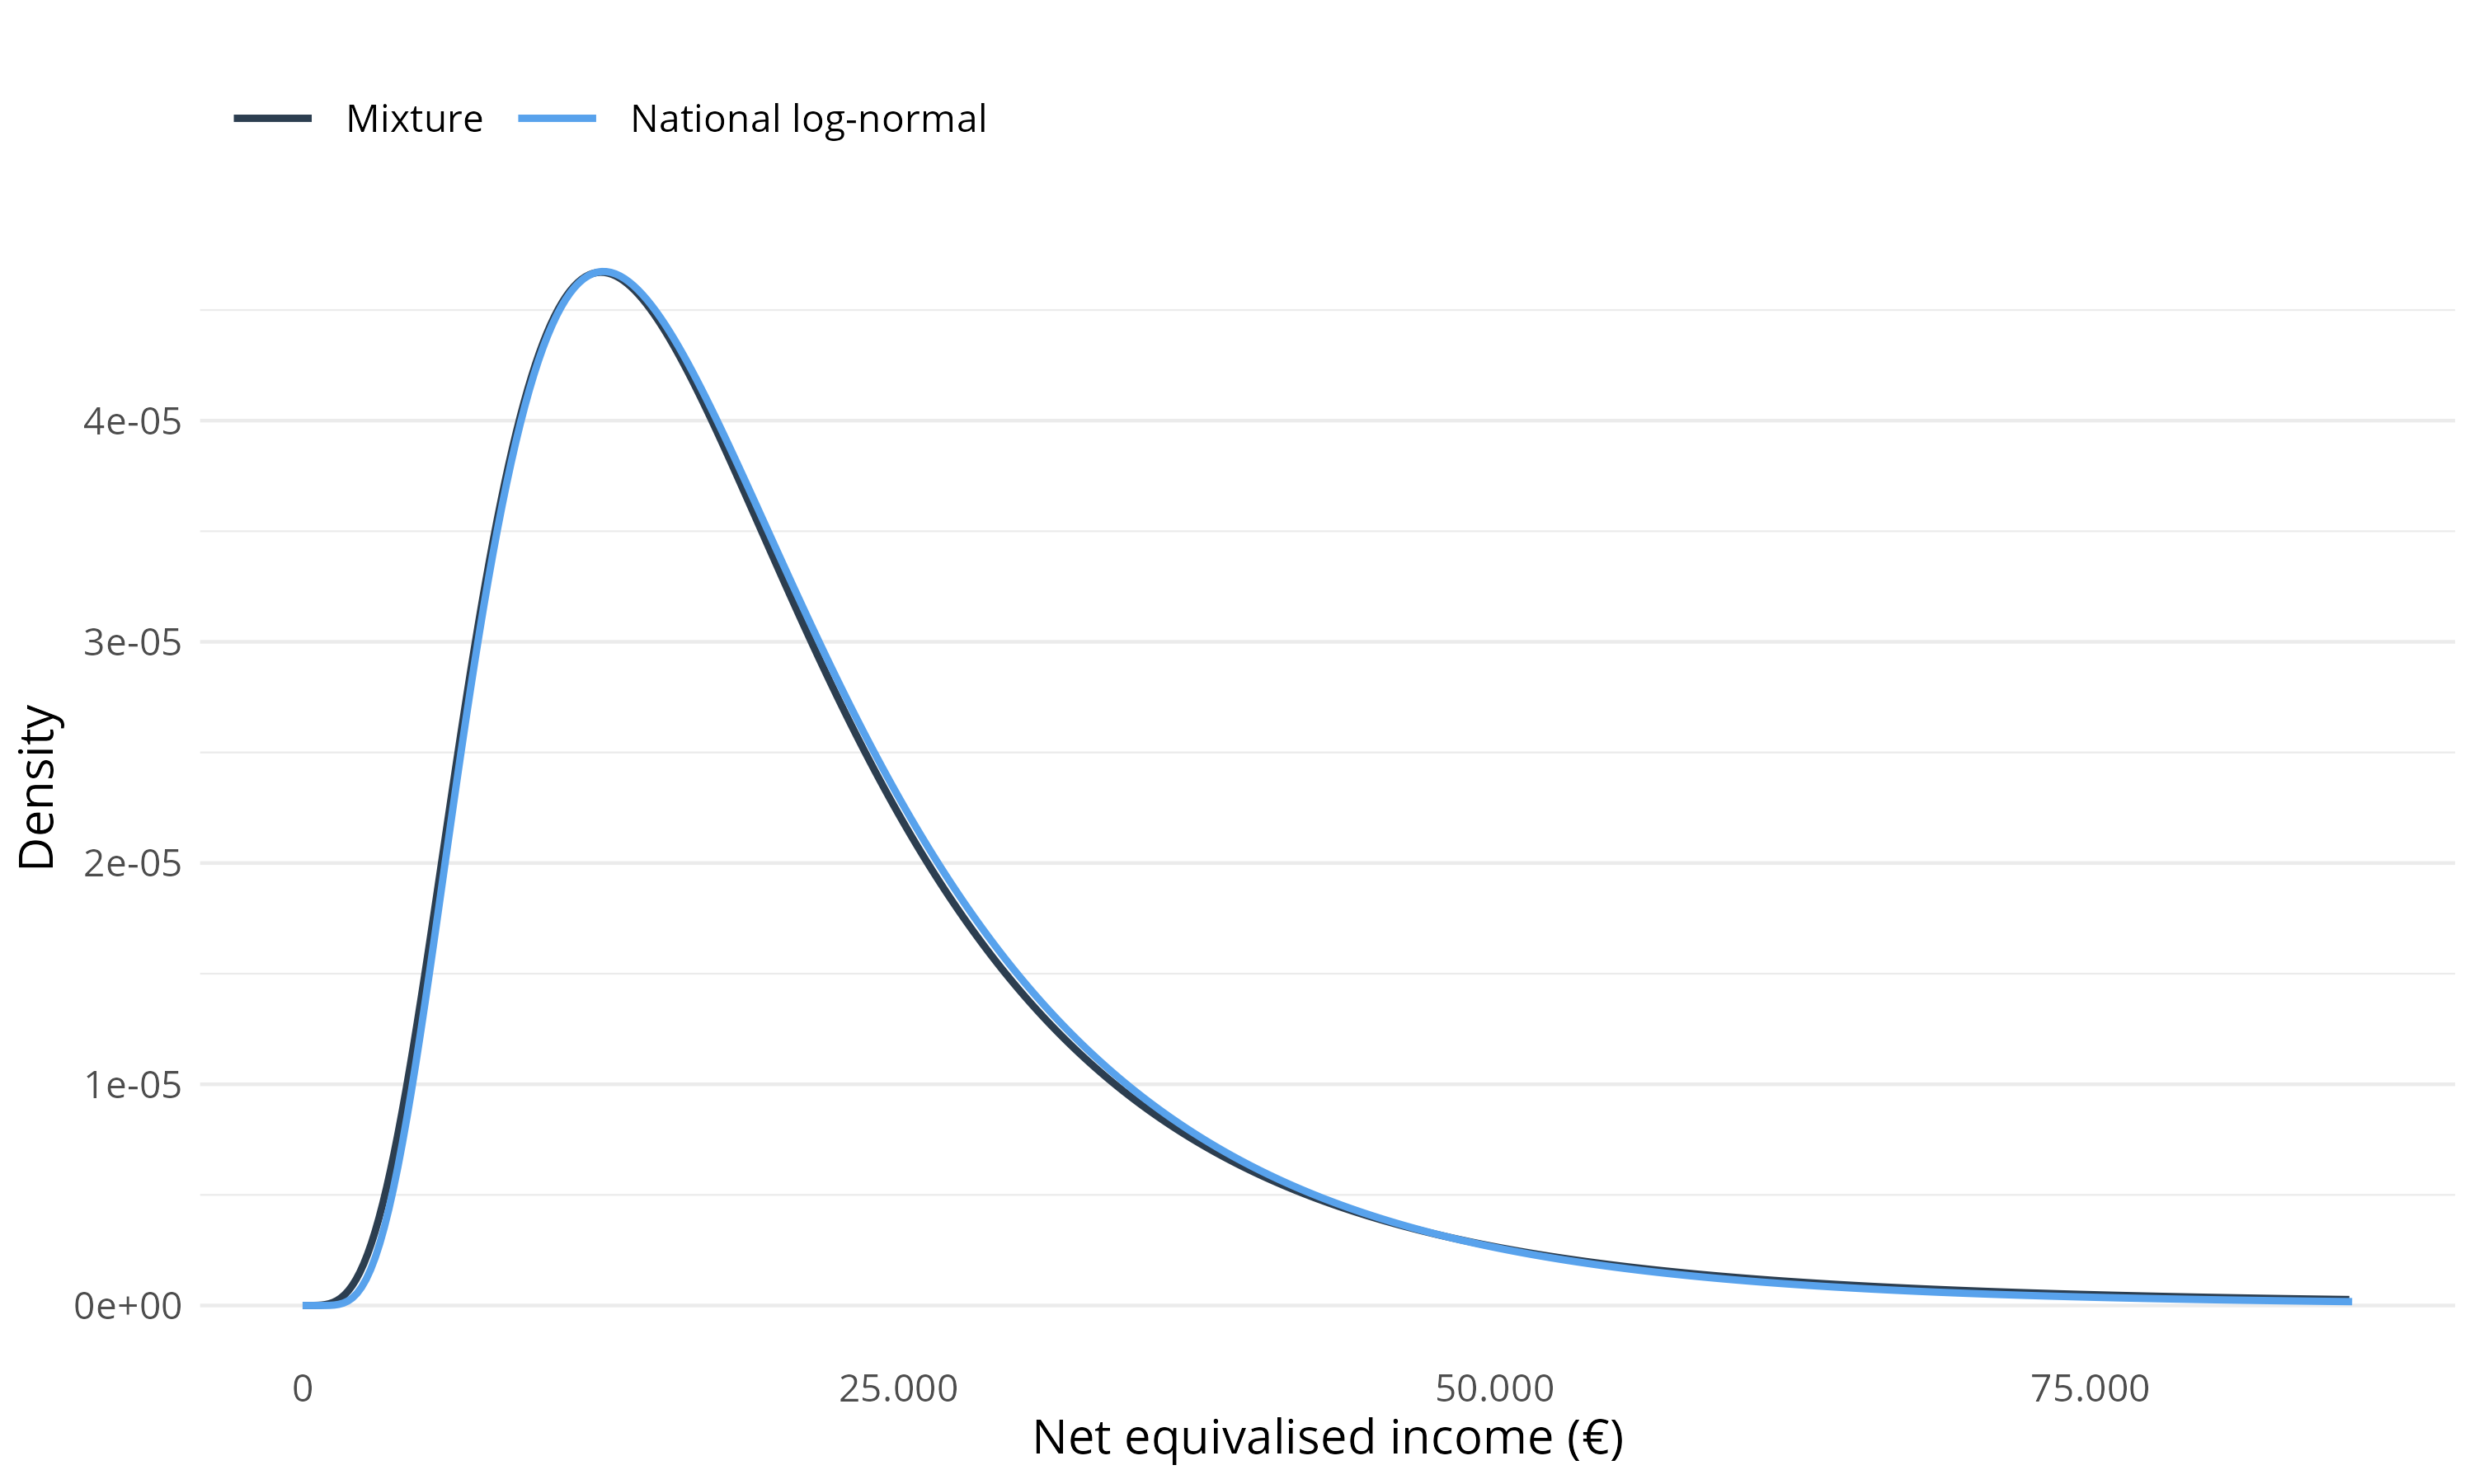 Mixture National log-normal
Density
4e-05
3e-05
2e-05
1e-05
0e+00
0 25.000 50.000 75.000
Net equivalised income (€)